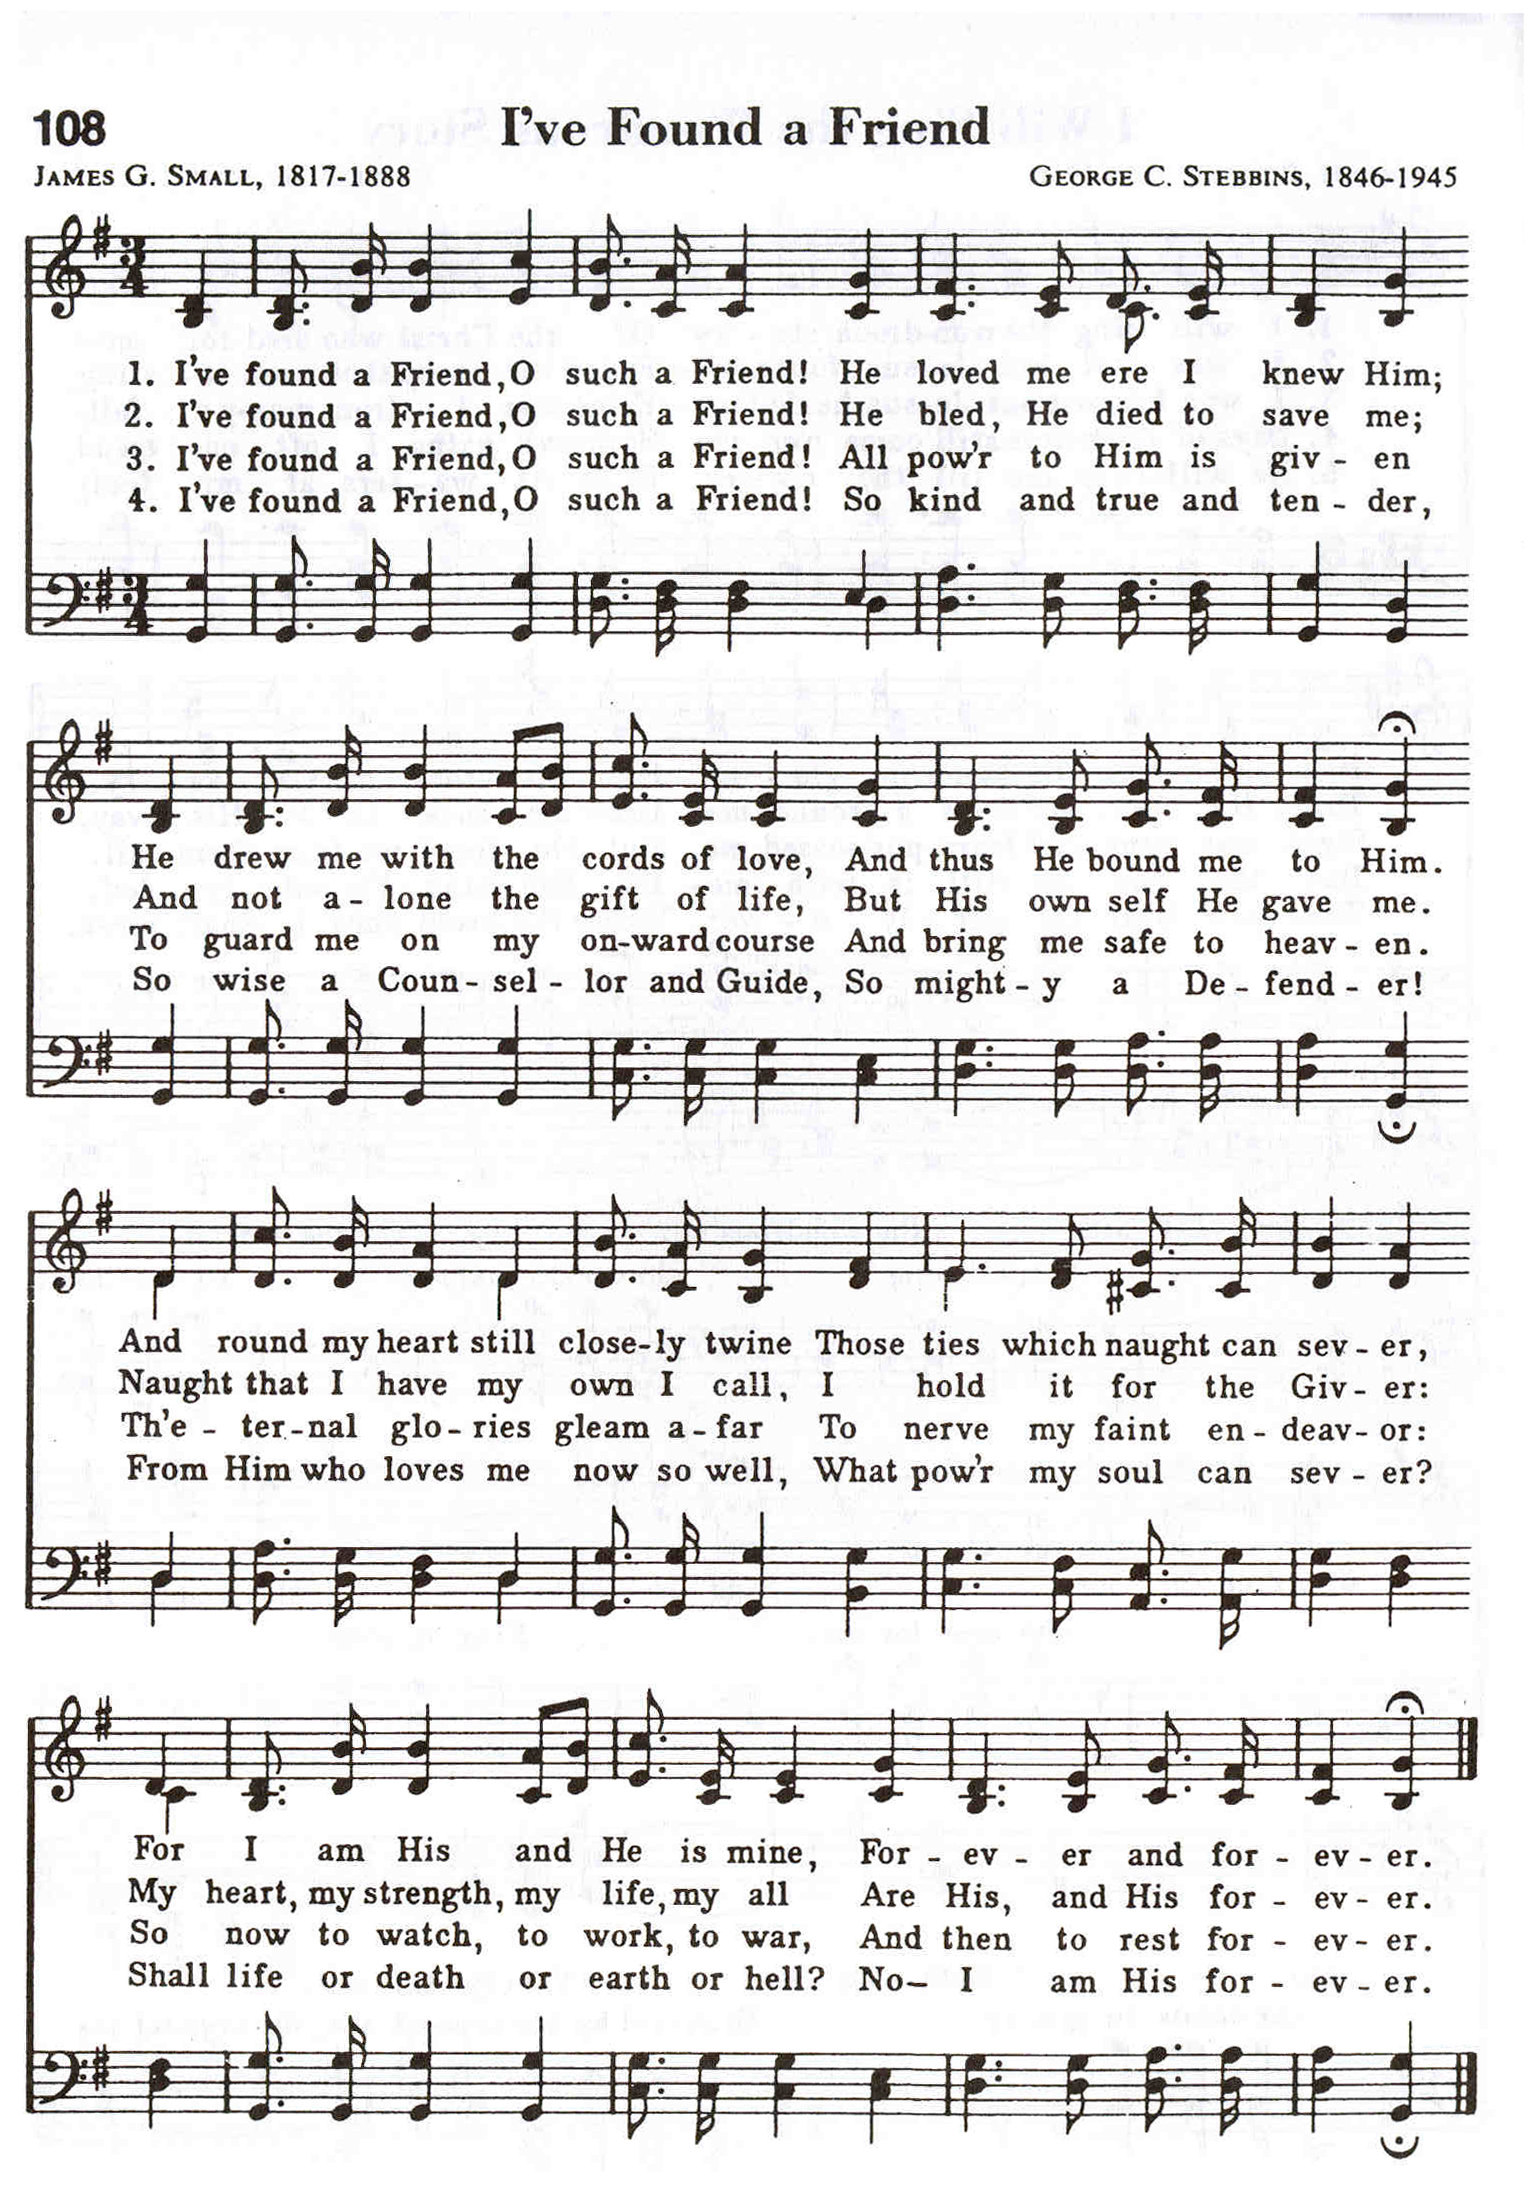 108 I've Found a Friend
JAMES G. SMALL, 1817-1888 GEORGE C. STEBBINS, 1846-1945
1. I've found a Friend, O such a Friend! He loved me ere I knew Him;
2. I've found a Friend, O such a Friend! He bled, He died to save me;
3. I've found a Friend, O such a Friend! All pow'r to Him is giv - en
4. I've found a Friend, O such a Friend! So kind and true and ten - der,
He drew me with the cords of love, And thus He bound me to Him.
And not a - lone the gift of life, But His own self He gave me.
To guard me on my on-ward course And bring me safe to heav - en.
So wise a Coun - sel - lor and Guide, So might - y a De - fend - er!
And round my heart still close-ly twine Those ties which naught can sev - er,
Naught that I have my own I call, I hold it for the Giv - er:
Th'e - ter - nal glo - ries gleam a - far To nerve my faint en - deav - or:
From Him who loves me now so well, What pow'r my soul can sev - er?
For I am His and He is mine, For - ev - er and for - ev - er.
My heart, my strength, my life, my all Are His, and His for - ev - er.
So now to watch, to work, to war, And then to rest for - ev - er.
Shall life or death or earth or hell? No— I am His for - ev - er.